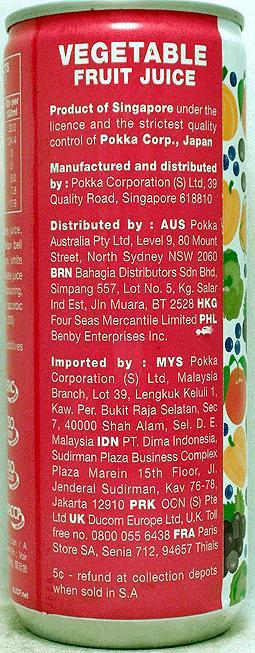 VEGETABLE
FRUIT JUICE
Product of Singapore under the
licence and the strictest quality
control of Pokka Corp., Japan
Manufactured and distributed
by : Pokka Corporation (S) Ltd, 39
Quality Road, Singapore 618810
Distributed by : AUS Pokka
Australia Pty Ltd, Level 9, 80 Mount
Street, North Sydney NSW 2060
BRN Bahagia Distributors Sdn Bhd,
Simpang 557, Lot No. 5, Kg. Salar
Ind Est, Jln Muara, BT 2528 HKG
Four Seas Mercantile Limited PHL
Benby Enterprises Inc.
Imported by : MYS Pokka
Corporation (S) Ltd, Malaysia
Branch, Lot 39, Lengkuk Keluli 1,
Kaw. Per. Bukit Raja Selatan, Sec
7, 40000 Shah Alam, Sel. D. E.
Malaysia IDN PT. Dima Indonesia,
Sudirman Plaza Business Complex
Plaza Marein 15th Floor, Jl.
Jenderal Sudirman, Kav 76-78,
Jakarta 12910 PRK OCN (S) Pte
Ltd UK Ducom Europe Ltd, U.K. Toll
free no. 0800 055 6438 FRA Paris
Store SA, Senia 712, 94657 Thiais
5¢ - refund at collection depots
when sold in S.A